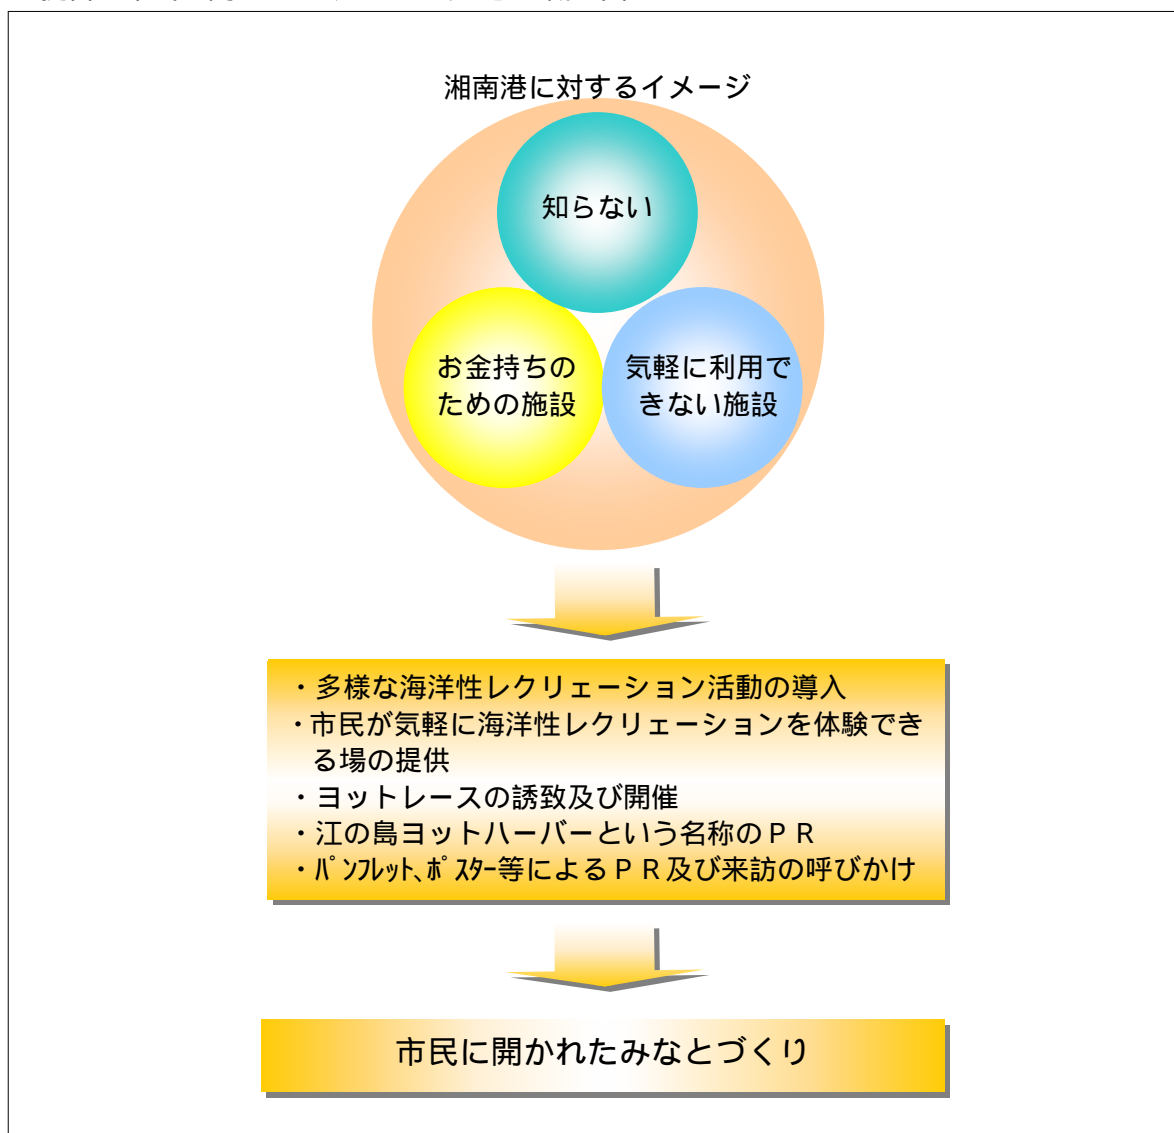 湘南港に対するイメージ
知らない
お金持ちの
ための施設
気軽に利用で
きない施設
・多様な海洋性レクリェーション活動の導入
・市民が気軽に海洋性レクリェーションを体験でき
る場の提供
・ヨットレースの誘致及び開催
・江の島ヨットハーバーという名称のＰＲ
・ﾊﾟﾝﾌﾚｯﾄ、ﾎﾟｽﾀｰ等によるＰＲ及び来訪の呼びかけ
市民に開かれたみなとづくり